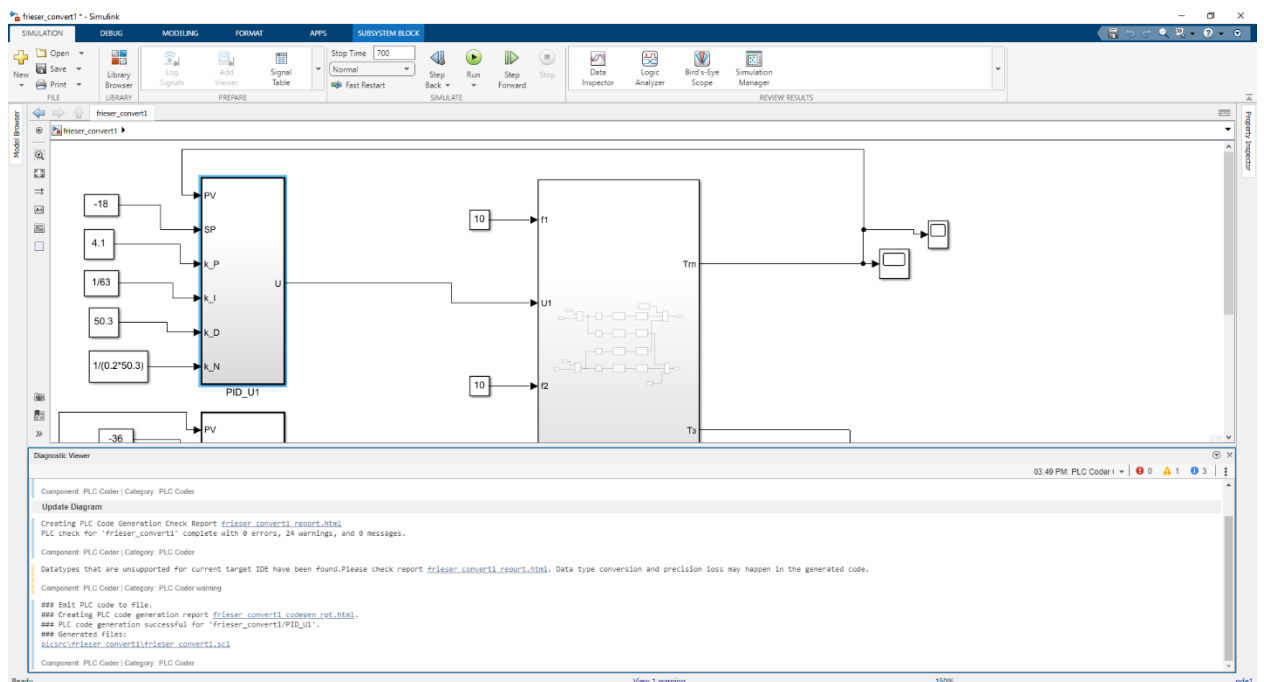 frieser_convert1 * - Simulink
SIMULATION DEBUG MODELING FORMAT APPS SUBSYSTEM BLOCK
New
Open
Save
Print
FILE
Library Browser
LIBRARY
Log Signals
Add Viewer
Signal Table
PREPARE
Stop Time 700
Normal
Fast Restart
Step Back
Run
Step Forward
Stop
SIMULATE
Data Inspector
Logic Analyzer
Bird's-Eye Scope
Simulation Manager
REVIEW RESULTS
Model Browser
frieser_convert1
frieser_convert1
Property Inspector
-18
4.1
1/63
50.3
1/(0.2*50.3)
PV
SP
k_P
k_I
k_D
k_N
U
PID_U1
10
10
f1
U1
f2
Trn
T3
-36
PV
Diagnostic Viewer
03:49 PM: PLC Coder 0 1 3
Component: PLC Coder | Category: PLC Coder
Update Diagram
Creating PLC Code Generation Check Report frieser_convert1_report.html
PLC check for 'frieser_convert1' complete with 0 errors, 24 warnings, and 0 messages.
Component: PLC Coder | Category: PLC Coder
Datatypes that are unsupported for current target IDE have been found.Please check report frieser_convert1_report.html. Data type conversion and precision loss may happen in the generated code.
Component: PLC Coder | Category: PLC Coder warning
### Emit PLC code to file.
### Creating PLC code generation report frieser_convert1_codegen_rpt.html.
### PLC code generation successful for 'frieser_convert1/PID_U1'.
### Generated files:
plcsrc\frieser_convert1\frieser_convert1.scl
Component: PLC Coder | Category: PLC Coder
Ready
View 1 warning
150%
ode1